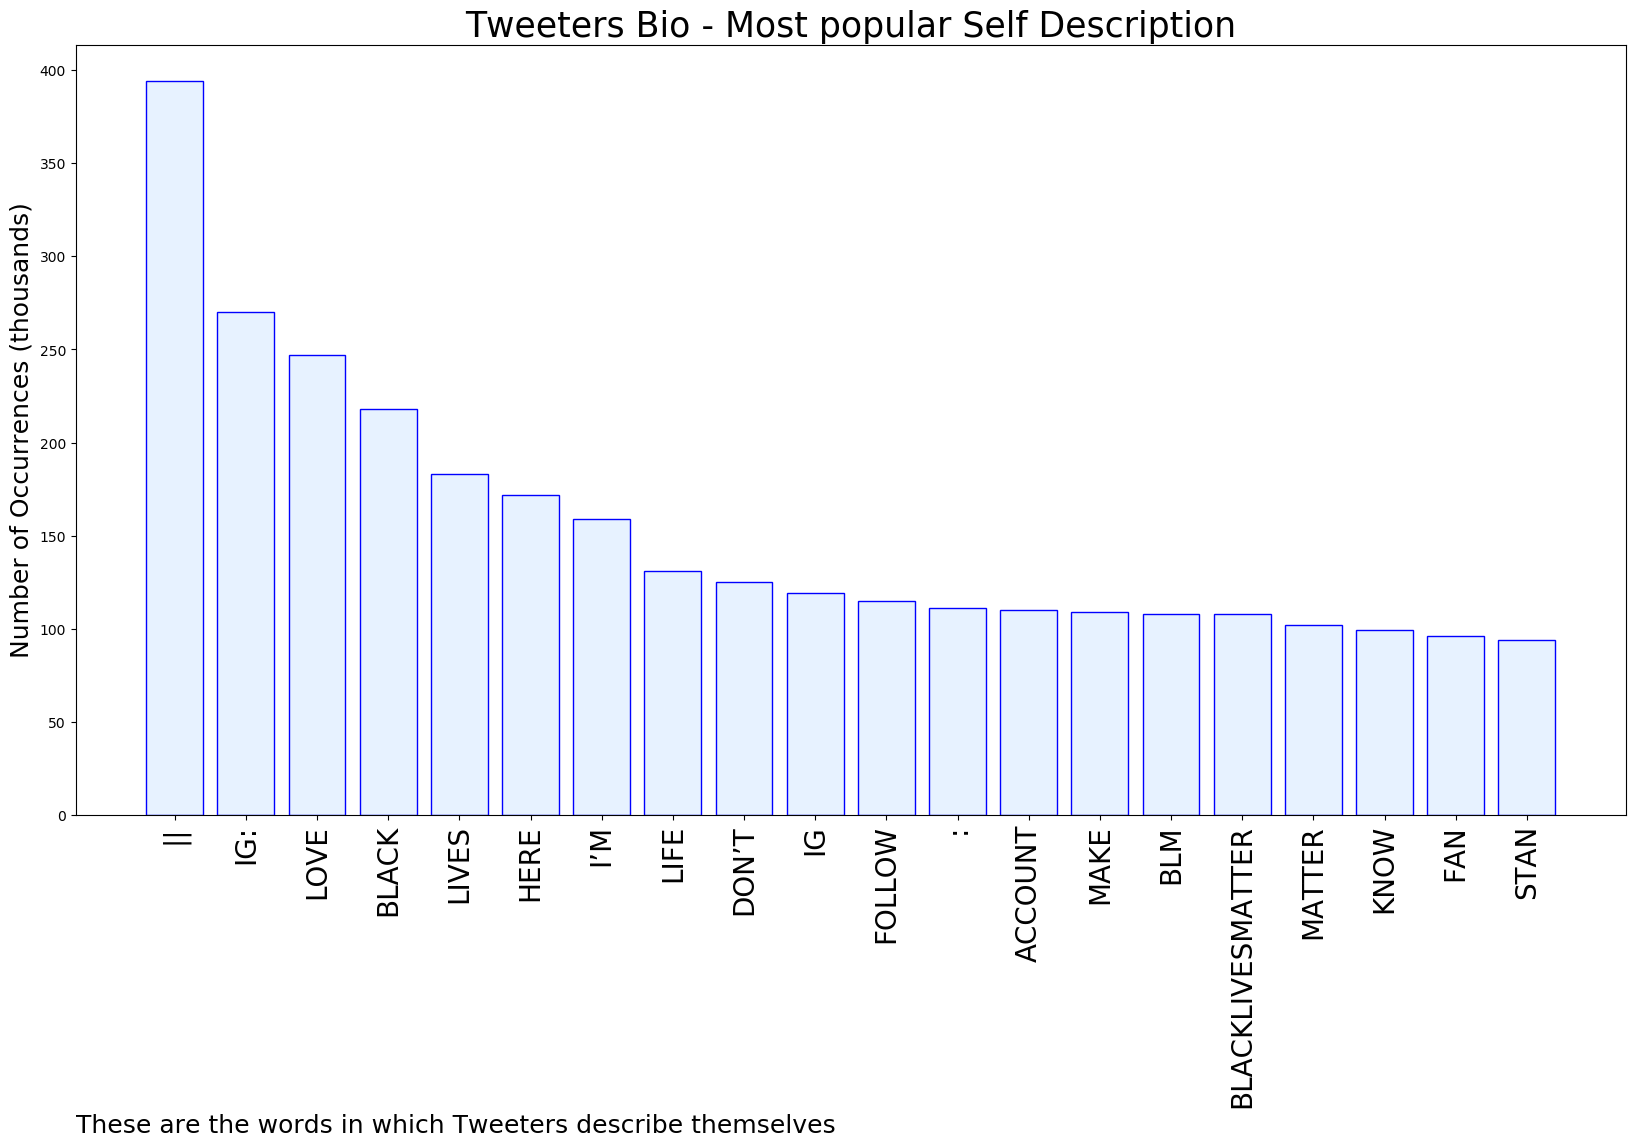 Tweeters Bio - Most popular Self Description
Number of Occurrences (thousands)
400
350
300
250
200
150
100
50
0
||
IG:
LOVE
BLACK
LIVES
HERE
I’M
LIFE
DON’T
IG
FOLLOW
:
ACCOUNT
MAKE
BLM
BLACKLIVESMATTER
MATTER
KNOW
FAN
STAN
These are the words in which Tweeters describe themselves